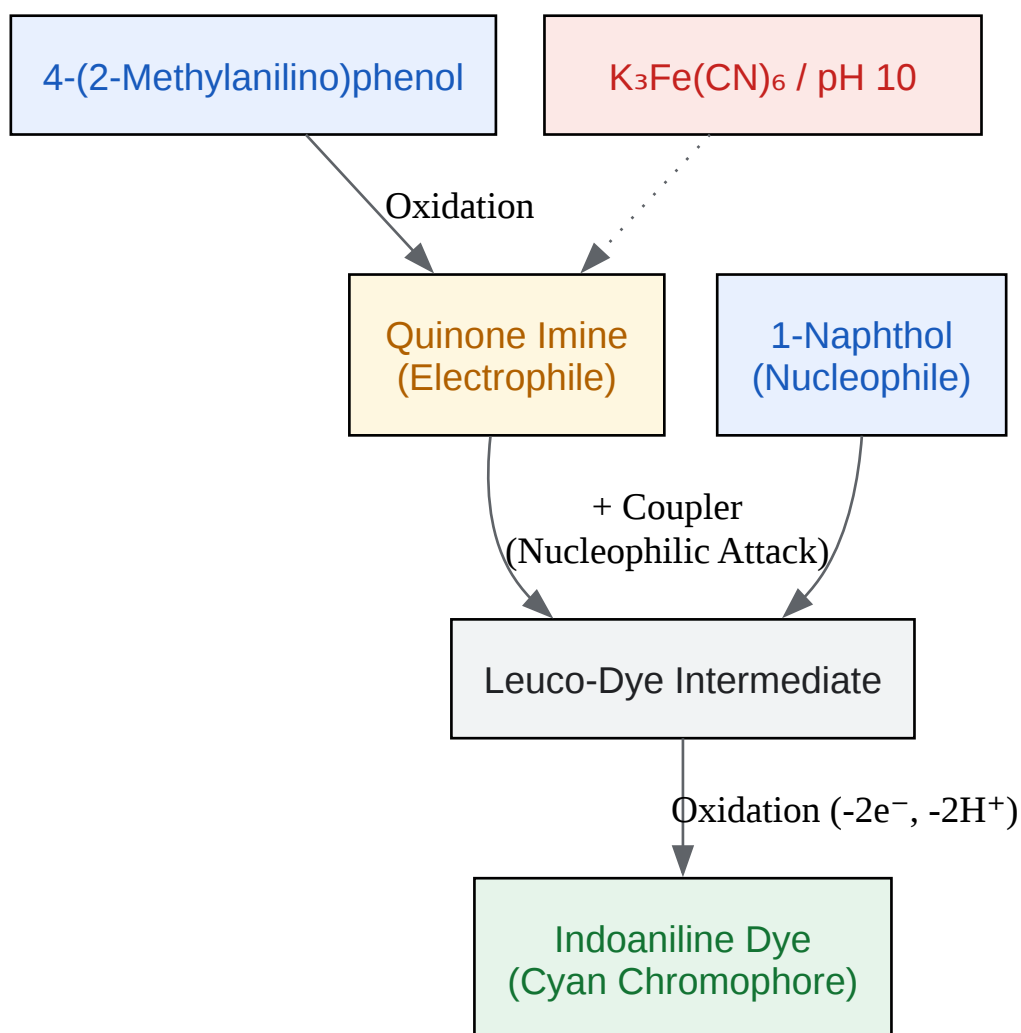 4-(2-Methylanilino)phenol
K₃Fe(CN)₆ / pH 10
Oxidation
Quinone Imine
(Electrophile)
1-Naphthol
(Nucleophile)
+ Coupler
(Nucleophilic Attack)
Leuco-Dye Intermediate
Oxidation (-2e⁻, -2H⁺)
Indoaniline Dye
(Cyan Chromophore)